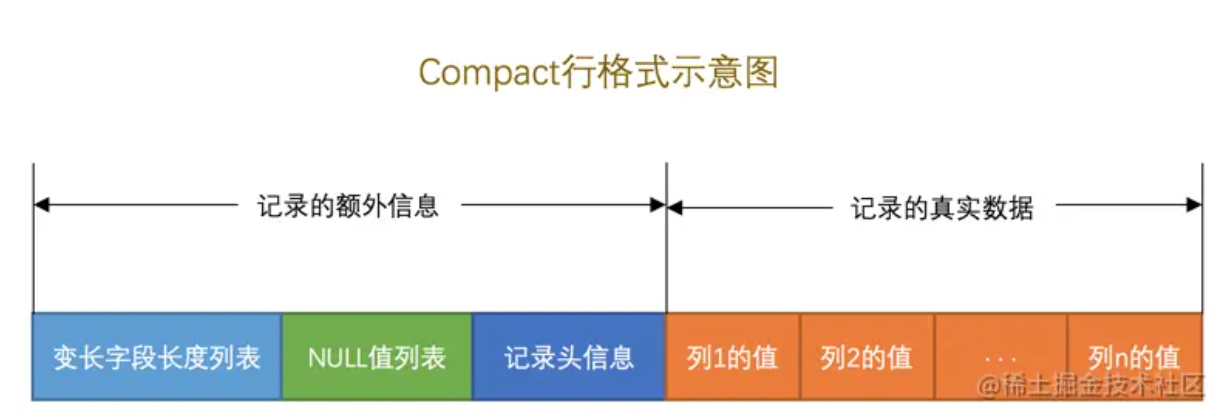 Compact行格式示意图
记录的额外信息 记录的真实数据
变长字段长度列表 NULL值列表 记录头信息 列1的值 列2的值 ... 列n的值
@稀土掘金技术社区